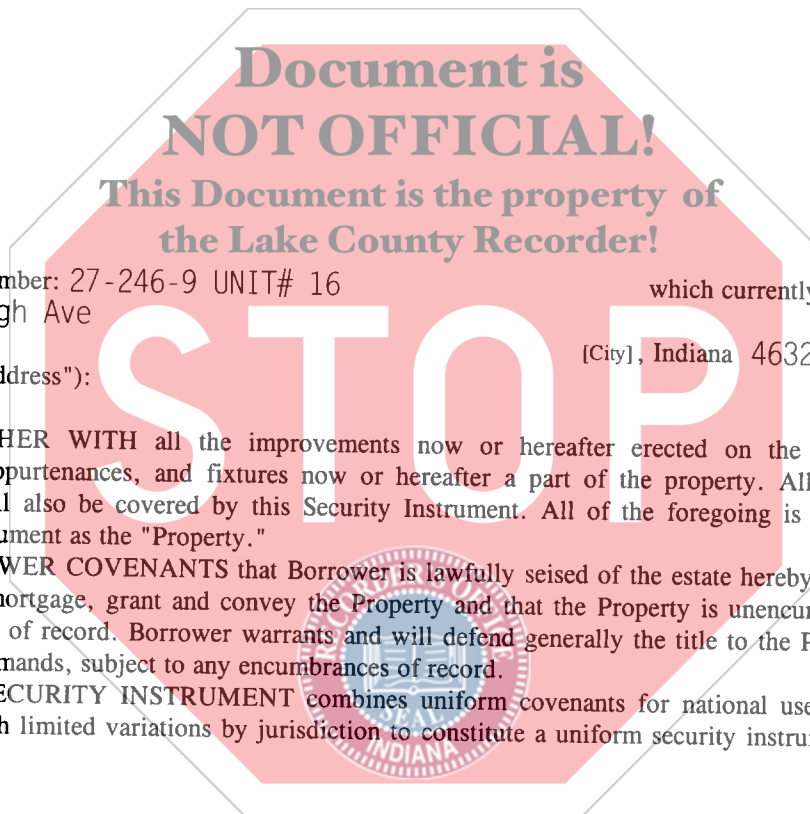 Document is
NOT OFFICIAL!
This Document is the property of
the Lake County Recorder!
mber: 27-246-9 UNIT# 16 which currently
gh Ave
[City], Indiana 4632
ddress"):
STOP
HER WITH all the improvements now or hereafter erected on the
ppurtenances, and fixtures now or hereafter a part of the property. All
l also be covered by this Security Instrument. All of the foregoing is
ument as the "Property."
WER COVENANTS that Borrower is lawfully seised of the estate hereby
mortgage, grant and convey the Property and that the Property is unencu
of record. Borrower warrants and will defend generally the title to the P
mands, subject to any encumbrances of record.
ECURITY INSTRUMENT combines uniform covenants for national use
h limited variations by jurisdiction to constitute a uniform security instru
RECORDER OF THE
SEAL
INDIANA